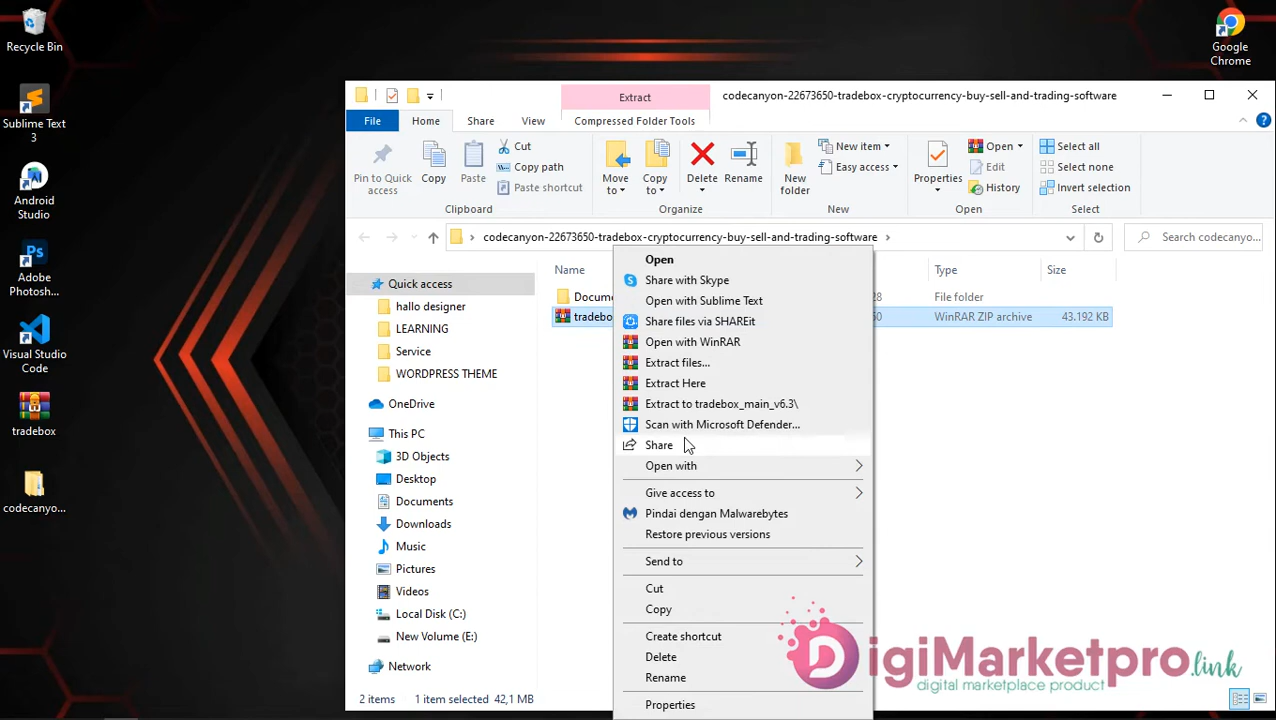 Recycle Bin
Sublime Text
3
Android
Studio
Adobe
Photosh...
Visual Studio
Code
tradebox
codecanyo...
Google
Chrome
Extract
codecanyon-22673650-tradebox-cryptocurrency-buy-sell-and-trading-software
File
Home
Share
View
Compressed Folder Tools
Pin to Quick
access
Copy
Paste
Cut
Copy path
Paste shortcut
Clipboard
Move
to
Copy
to
Delete
Rename
Organize
New
folder
New item
Easy access
New
Properties
Open
Edit
History
Open
Select all
Select none
Invert selection
Select
codecanyon-22673650-tradebox-cryptocurrency-buy-sell-and-trading-software
Search codecanyo...
Quick access
hallo designer
LEARNING
Service
WORDPRESS THEME
OneDrive
This PC
3D Objects
Desktop
Documents
Downloads
Music
Pictures
Videos
Local Disk (C:)
New Volume (E:)
Network
Name
Type
Size
Docume
28
File folder
tradebo
WinRAR ZIP archive
43.192 KB
Open
Share with Skype
Open with Sublime Text
Share files via SHAREit
Open with WinRAR
Extract files...
Extract Here
Extract to tradebox_main_v6.3\
Scan with Microsoft Defender...
Share
Open with
Give access to
Pindai dengan Malwarebytes
Restore previous versions
Send to
Cut
Copy
Create shortcut
Delete
Rename
Properties
2 items
1 item selected 42,1 MB
DigiMarketpro.link
digital marketplace product